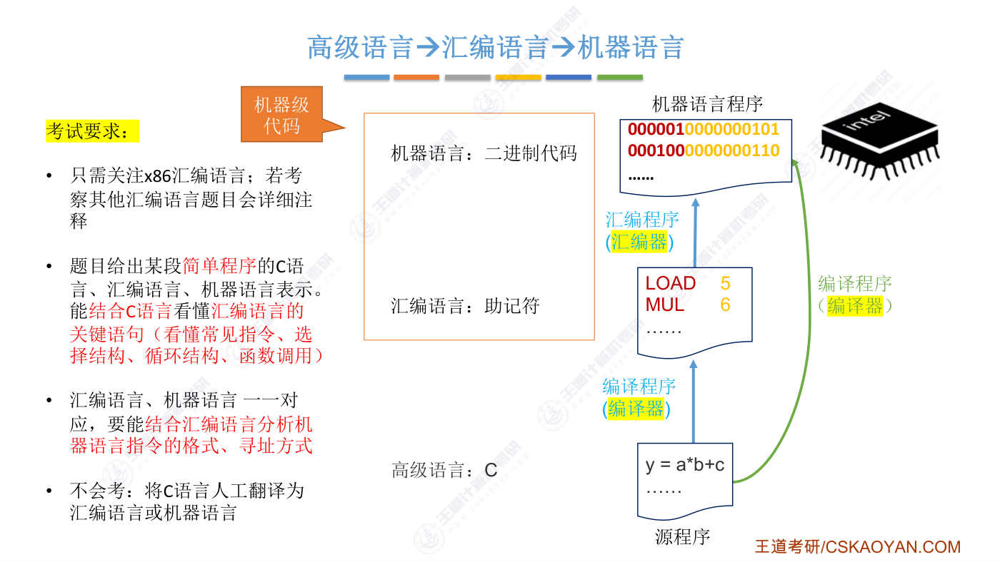 高级语言→汇编语言→机器语言
机器级
代码
考试要求：
• 只需关注x86汇编语言；若考
察其他汇编语言题目会详细注
释
• 题目给出某段简单程序的C语
言、汇编语言、机器语言表示。
能结合C语言看懂汇编语言的
关键语句（看懂常见指令、选
择结构、循环结构、函数调用）
• 汇编语言、机器语言 一一对
应，要能结合汇编语言分析机
器语言指令的格式、寻址方式
• 不会考：将C语言人工翻译为
汇编语言或机器语言
机器语言：二进制代码
汇编语言：助记符
高级语言：C
机器语言程序
0000010000000101
0001000000000110
……
intel
汇编程序
(汇编器)
LOAD 5
MUL 6
……
编译程序
（编译器）
编译程序
(编译器)
y = a*b+c
……
源程序
王道考研/CSKAOYAN.COM
王道计算机考研